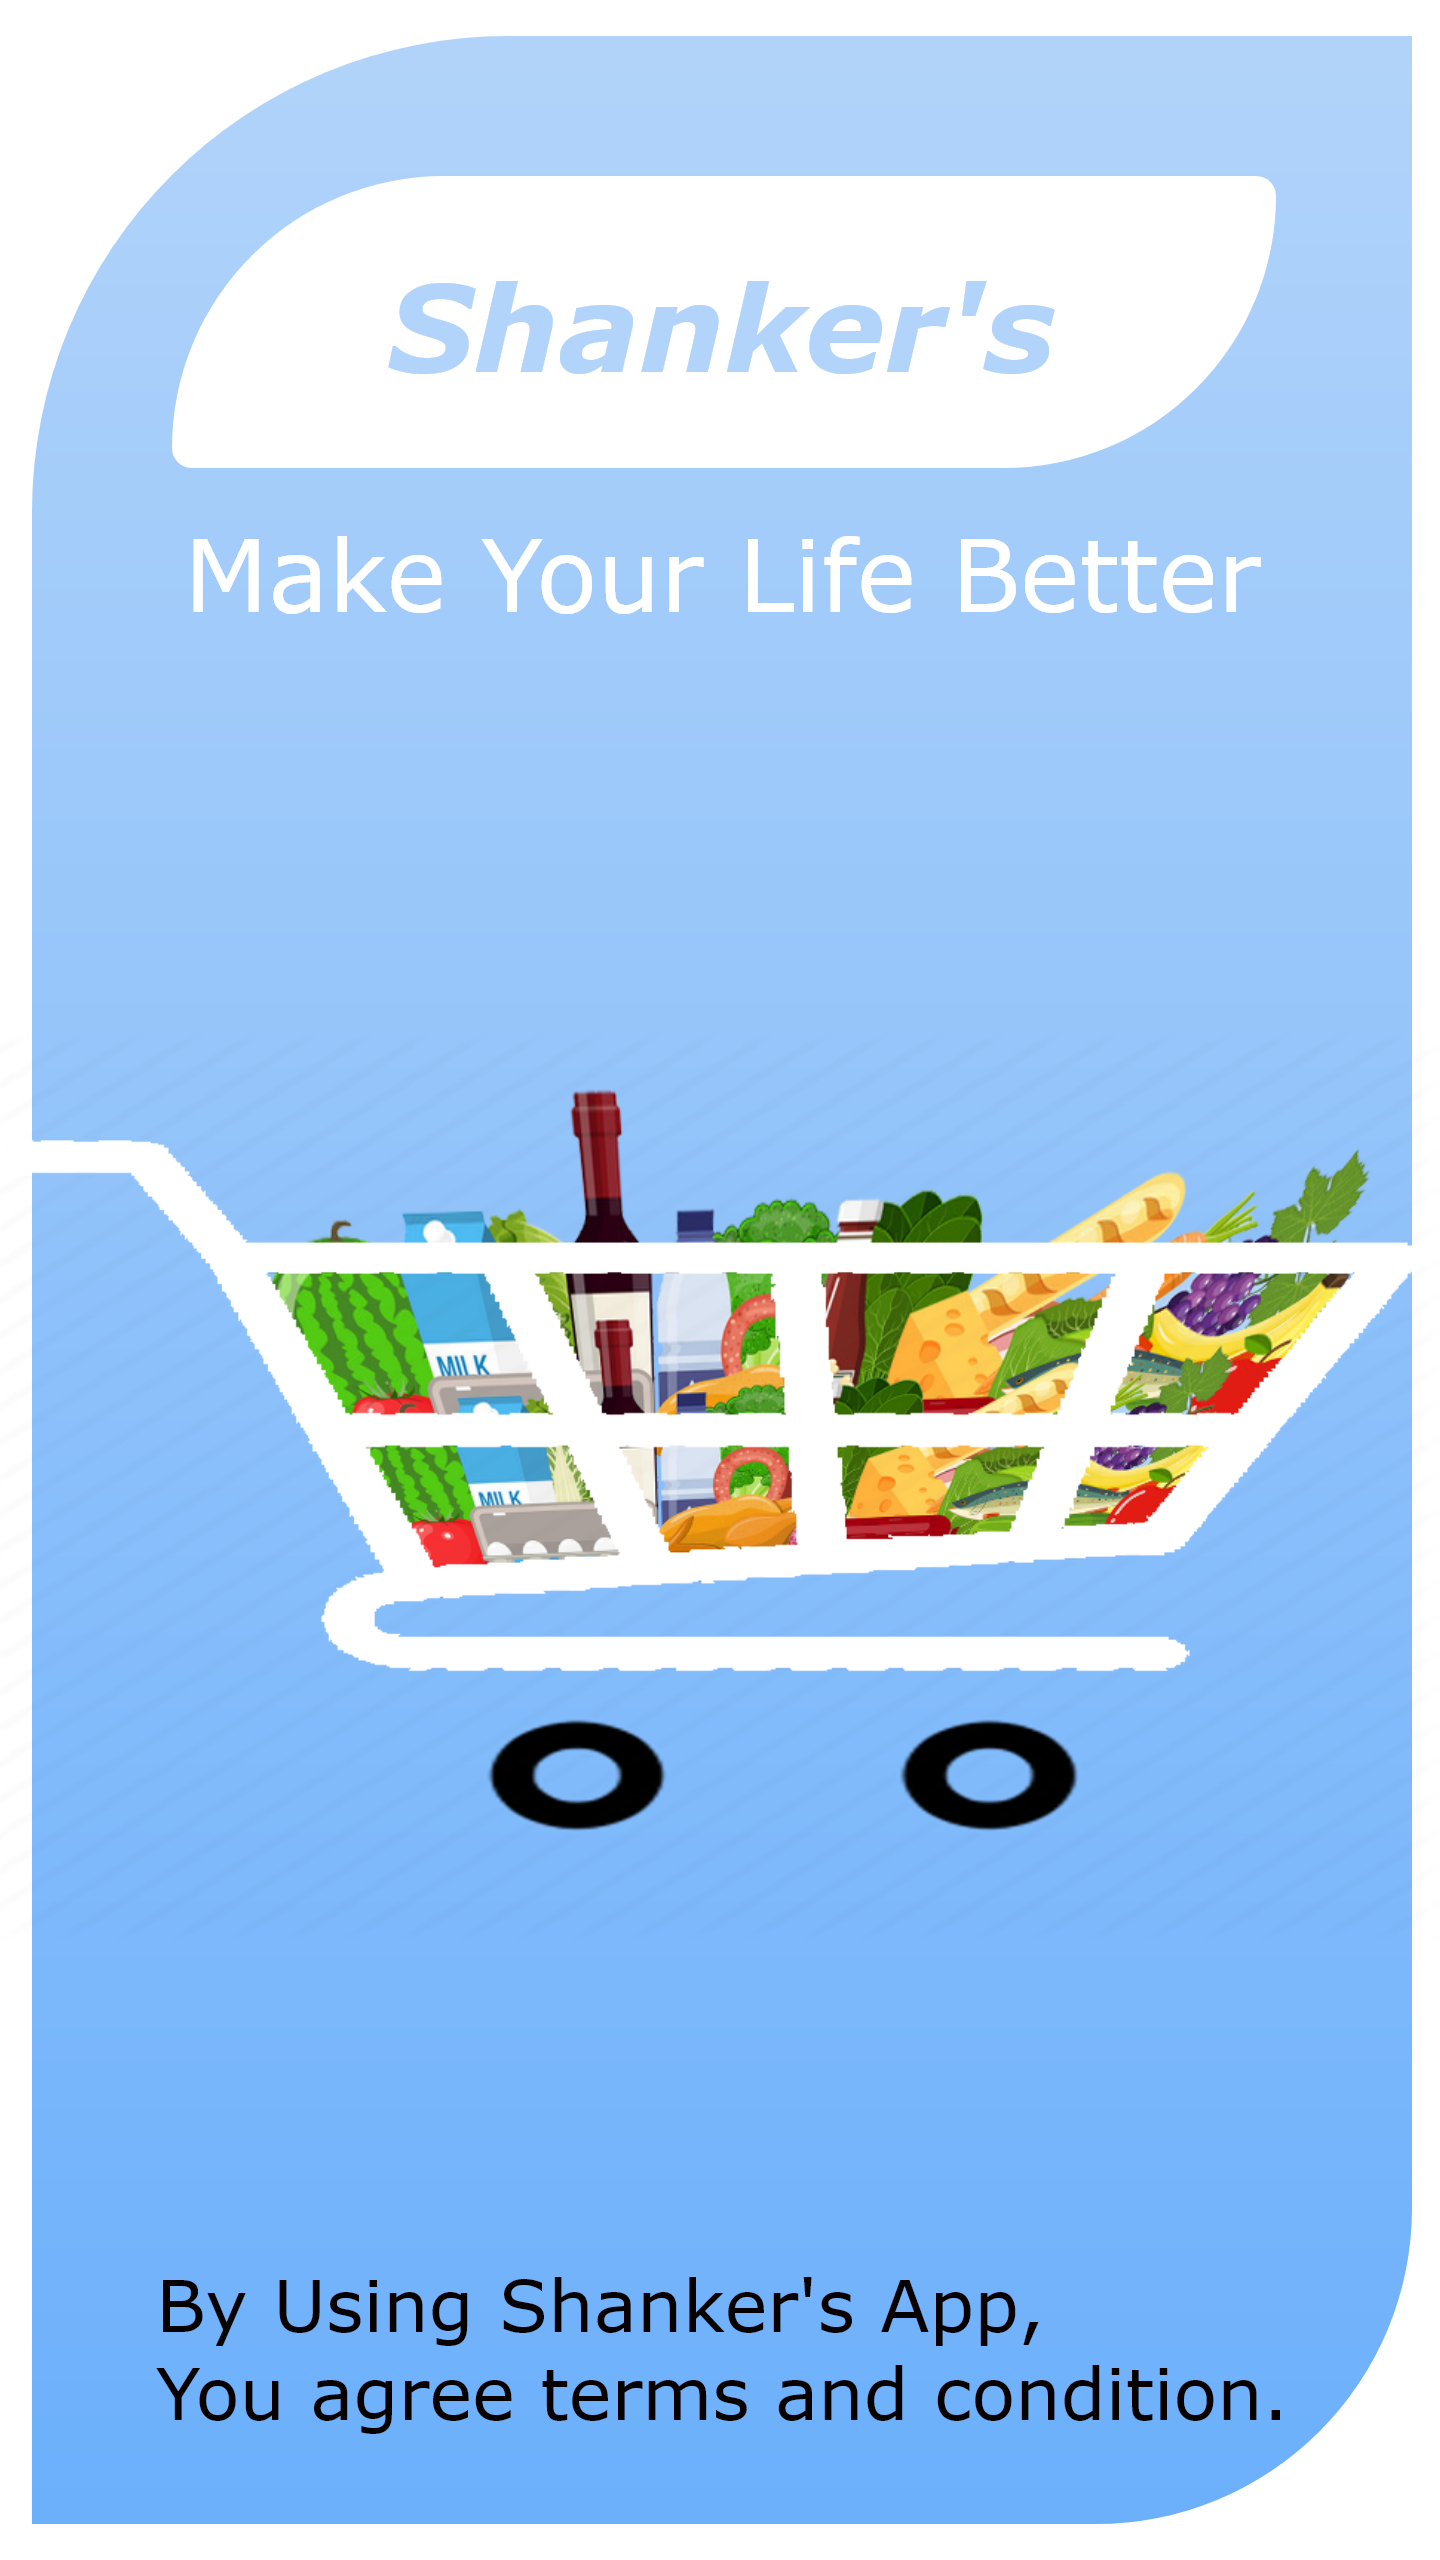 Shanker's
Make Your Life Better
MILK
MILK
By Using Shanker's App,
You agree terms and condition.